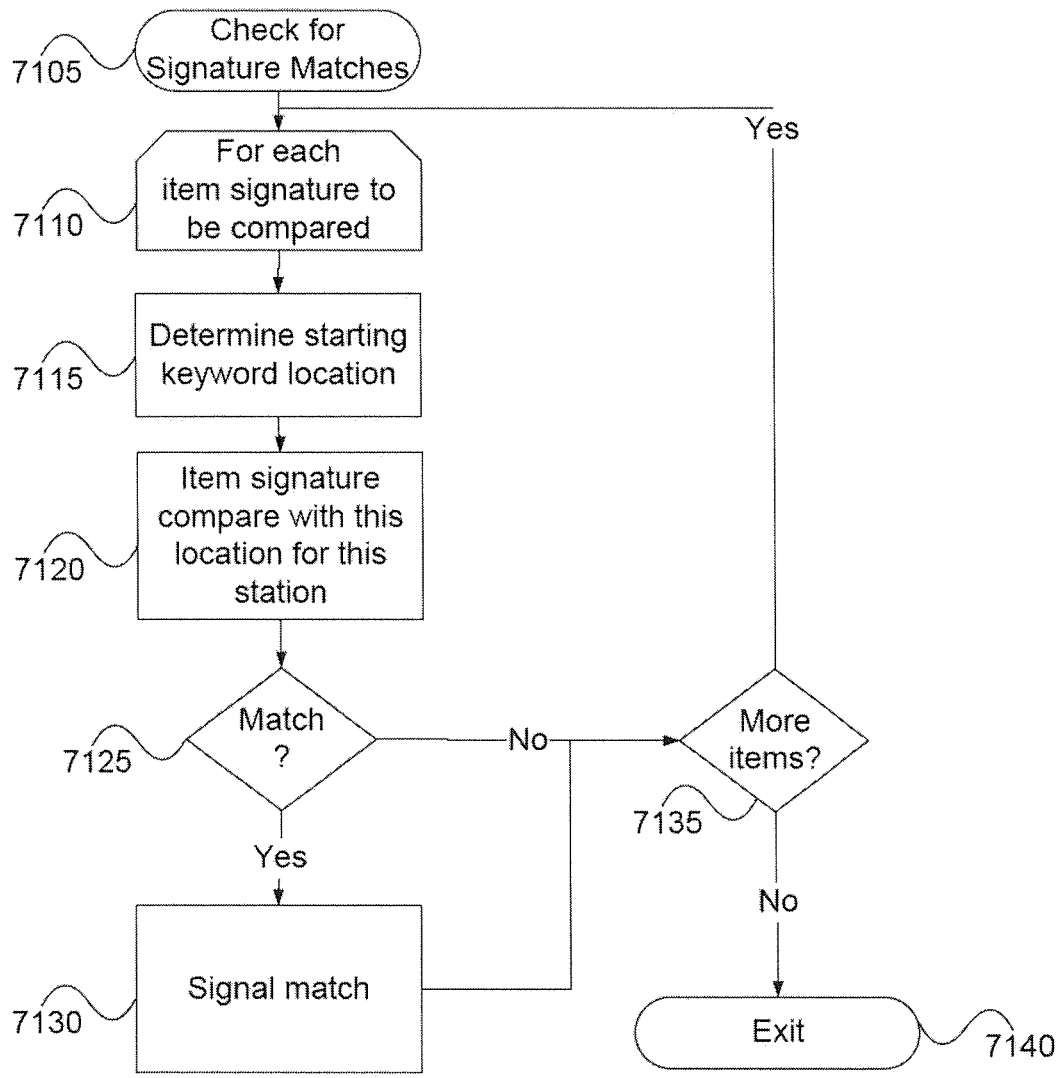 Check for
Signature Matches
7105
Yes
For each
item signature to
be compared
7110
Determine starting
keyword location
7115
Item signature
compare with this
location for this
station
7120
Match
?
7125
No
More
items?
7135
Yes
No
Signal match
7130
Exit
7140